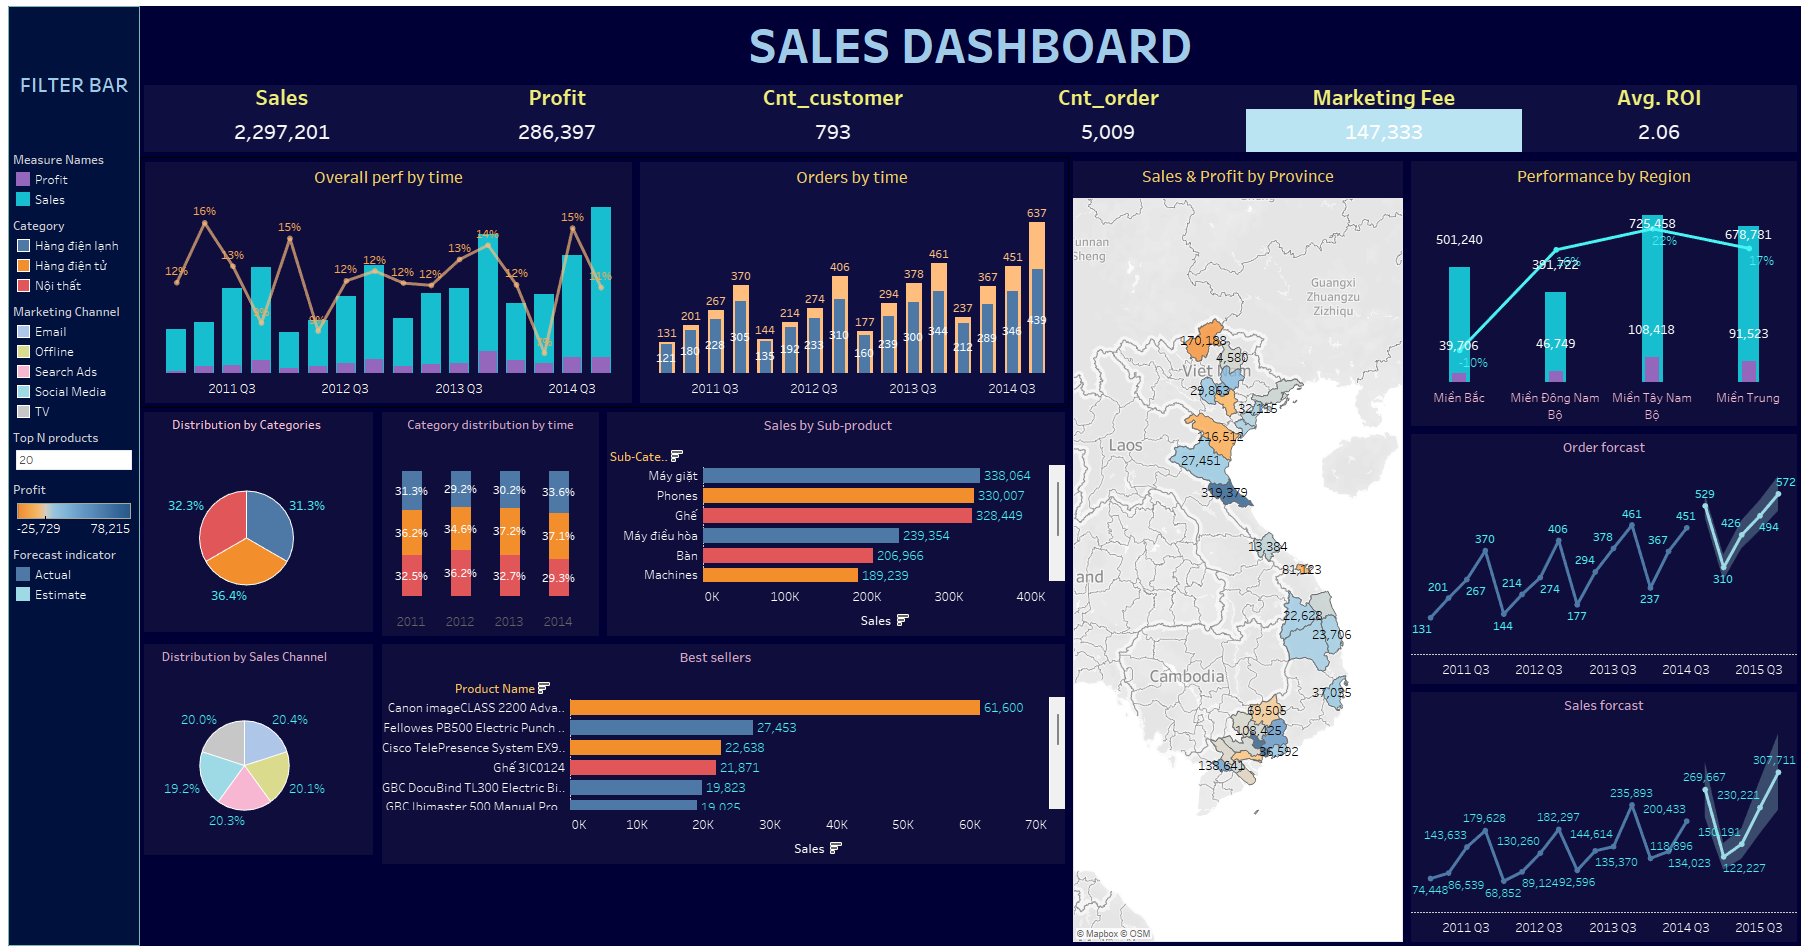 SALES DASHBOARD
FILTER BAR
Sales
Profit
Cnt_customer
Cnt_order
Marketing Fee
Avg. ROI
2,297,201
286,397
793
5,009
147,333
2.06
Measure Names
Profit
Sales
Category
Hàng điện lạnh
Hàng điện tử
Nội thất
Marketing Channel
Email
Offline
Search Ads
Social Media
TV
Top N products
20
Profit
-25,729
78,215
Forecast indicator
Actual
Estimate
Overall perf by time
12%
16%
13%
9%
15%
9%
12%
12%
12%
12%
13%
14%
12%
15%
11%
2011 Q3
2012 Q3
2013 Q3
2014 Q3
Orders by time
131
201
267
370
144
214
274
406
177
294
378
461
237
367
451
637
121
180
228
305
135
192
233
310
160
239
300
344
212
289
346
439
2011 Q3
2012 Q3
2013 Q3
2014 Q3
Sales & Profit by Province
Guangxi
Zhuangzu
Zizhiqu
unnan
Sheng
170,188
4,580
Việt Nam
29,863
32,115
116,512
Laos
27,451
319,379
13,384
and
22,628
23,706
Cambodia
37,035
69,505
108,425
36,592
138,641
© Mapbox © OSM
Performance by Region
501,240
391,722
725,458
678,781
16%
22%
17%
39,706
46,749
108,418
91,523
-10%
Miền Bắc
Miền Đông Nam
Bộ
Miền Tây Nam
Bộ
Miền Trung
Distribution by Categories
32.3%
31.3%
36.4%
Category distribution by time
31.3%
29.2%
30.2%
33.6%
36.2%
34.6%
37.2%
37.1%
32.5%
36.2%
32.7%
29.3%
2011
2012
2013
2014
Sales by Sub-product
Sub-Cate..
Máy giặt
338,064
Phones
330,007
Ghế
328,449
Máy điều hòa
239,354
Bàn
206,966
Machines
189,239
0K
100K
200K
300K
400K
Sales
Order forcast
131
201
267
370
144
214
274
406
177
294
378
461
237
367
451
529
310
426
494
572
2011 Q3
2012 Q3
2013 Q3
2014 Q3
2015 Q3
Distribution by Sales Channel
20.0%
20.4%
19.2%
20.1%
20.3%
Best sellers
Product Name
Canon imageCLASS 2200 Adva..
61,600
Fellowes PB500 Electric Punch ..
27,453
Cisco TelePresence System EX9..
22,638
Ghế 3IC0124
21,871
GBC DocuBind TL300 Electric Bi..
19,823
GBC Ibimaster 500 Manual Pro..
19,025
0K
10K
20K
30K
40K
50K
60K
70K
Sales
Sales forcast
74,448
86,539
143,633
179,628
68,852
89,124
130,260
182,297
92,596
144,614
135,370
235,893
118,896
134,023
200,433
269,667
122,227
150,191
230,221
307,711
2011 Q3
2012 Q3
2013 Q3
2014 Q3
2015 Q3